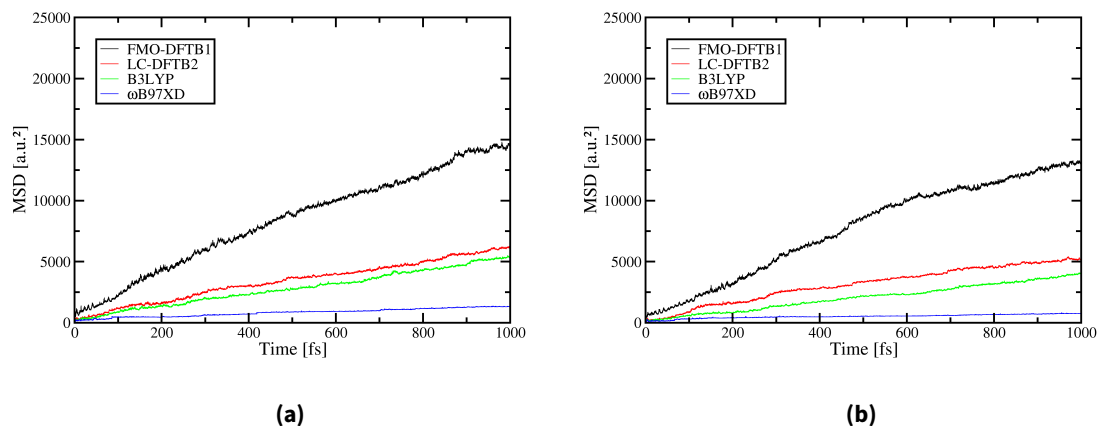 25000
20000
15000
10000
5000
0
MSD [a.u.²]
FMO-DFTB1
LC-DFTB2
B3LYP
ωB97XD
0 200 400 600 800 1000
Time [fs]
(a)
25000
20000
15000
10000
5000
0
MSD [a.u.²]
FMO-DFTB1
LC-DFTB2
B3LYP
ωB97XD
0 200 400 600 800 1000
Time [fs]
(b)